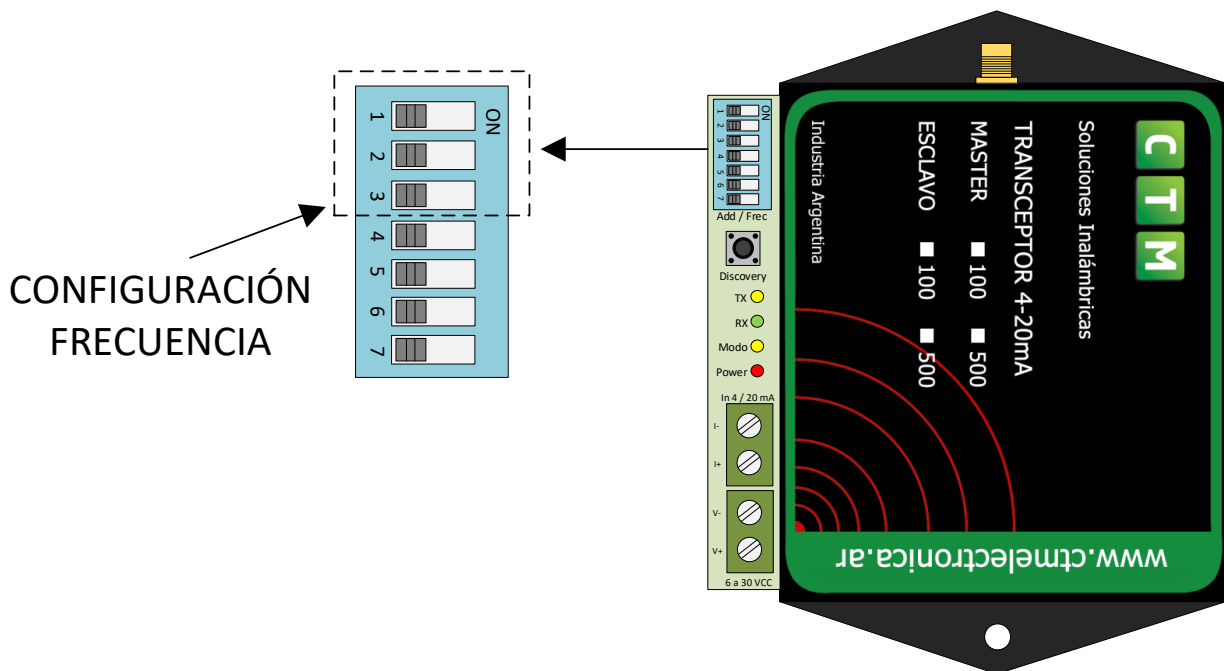 CONFIGURACIÓN
FRECUENCIA
ON
1
2
3
4
5
6
7
ON
1
2
3
4
5
6
7
Add / Frec
Discovery
TX
RX
Modo
Power
In 4 / 20 mA
I-
I+
V-
V+
6 a 30 VCC
C T M
Soluciones Inalámbricas
TRANSCEPTOR 4-20mA
MASTER 100 500
ESCLAVO 100 500
Industria Argentina
www.ctmelectronica.ar